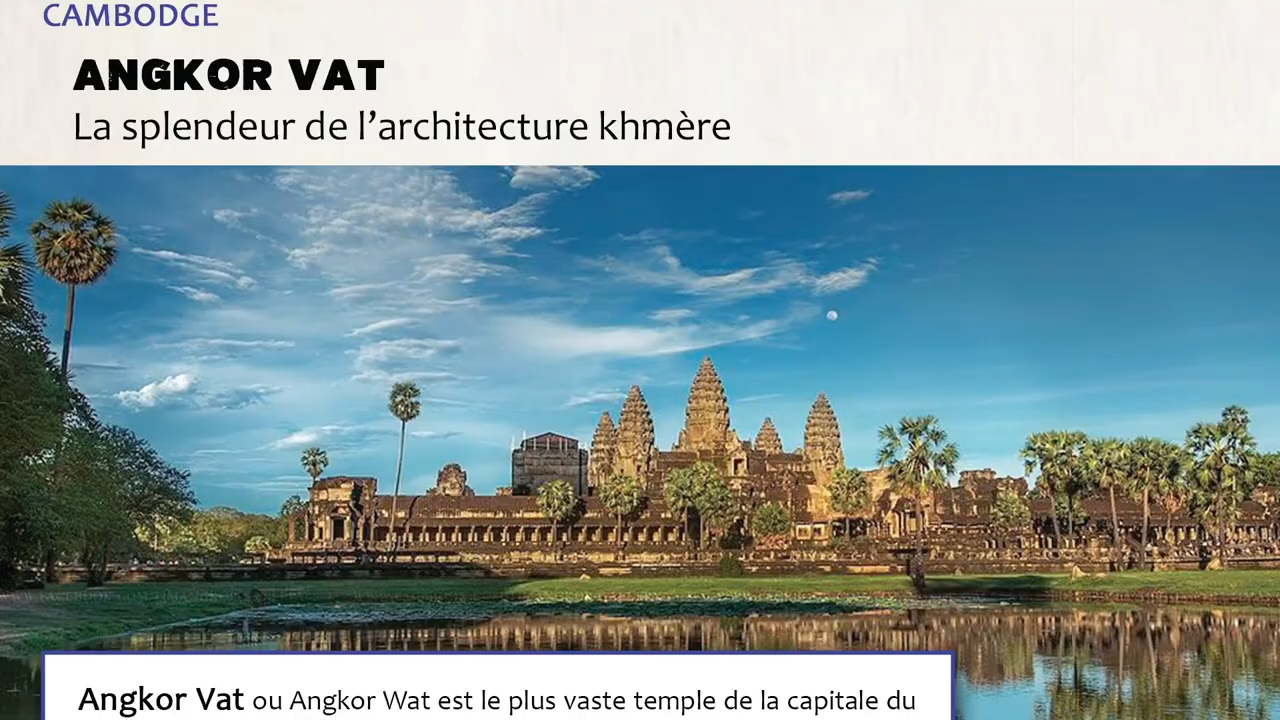 CAMBODGE
ANGKOR VAT
La splendeur de l’architecture khmère
Angkor Vat ou Angkor Wat est le plus vaste temple de la capitale du